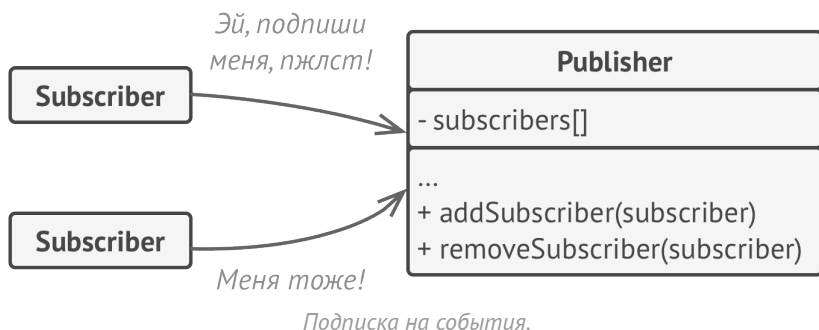 Эй, подпиши
меня, пжлст!
Subscriber
Publisher
- subscribers[]
...
+ addSubscriber(subscriber)
+ removeSubscriber(subscriber)
Subscriber
Меня тоже!
Подписка на события.